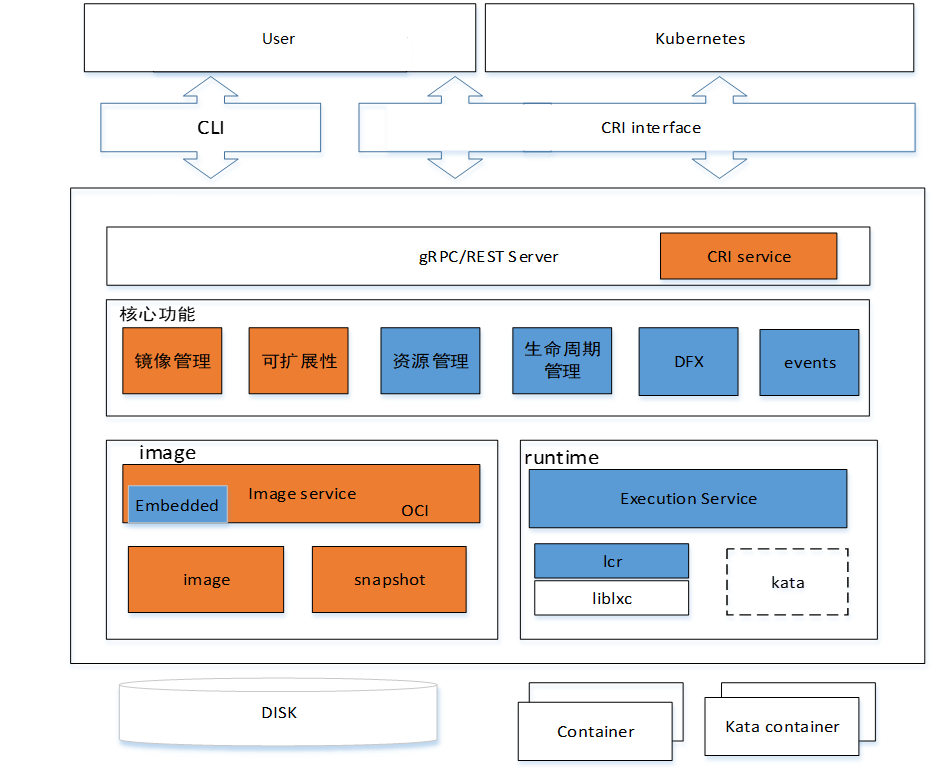 User
Kubernetes
CLI
CRI interface
gRPC/REST Server
CRI service
核心功能
镜像管理
可扩展性
资源管理
生命周期
管理
DFX
events
image
Image service
Embedded
OCI
image
snapshot
runtime
Execution Service
lcr
liblxc
kata
DISK
Container
Kata container